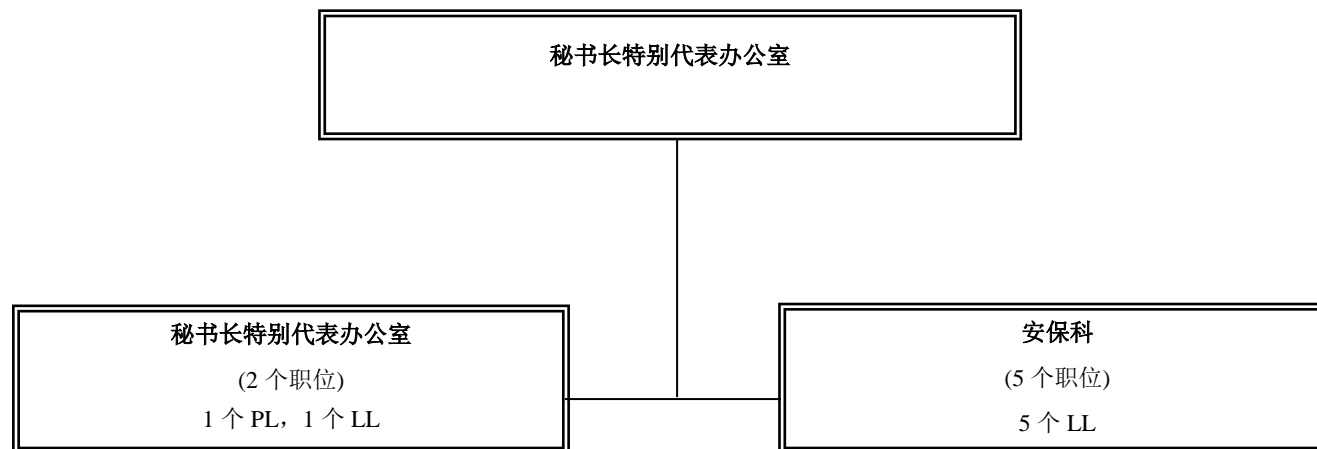 秘书长特别代表办公室
秘书长特别代表办公室
(2 个职位)
1 个 PL，1 个 LL
安保科
(5 个职位)
5 个 LL